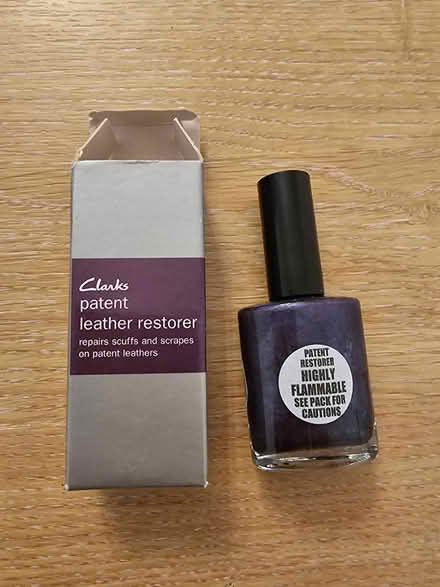 Clarks
patent
leather restorer
repairs scuffs and scrapes
on patent leathers
PATENT
RESTORER
HIGHLY
FLAMMABLE
SEE PACK FOR
CAUTIONS